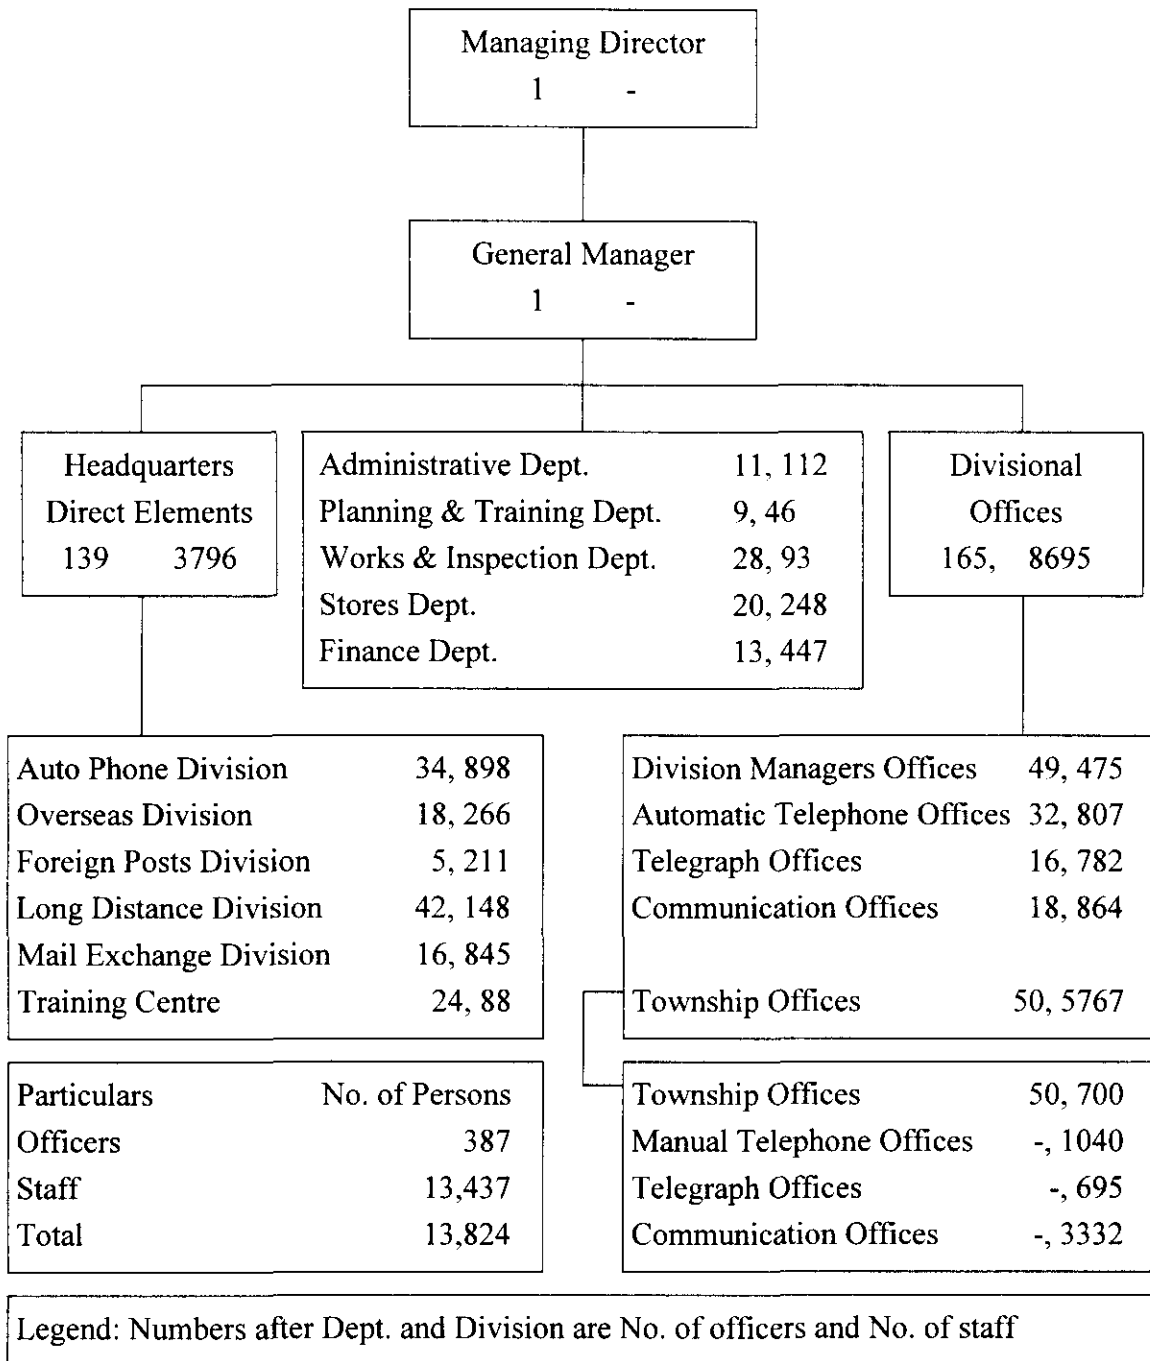 Managing Director
1 -
General Manager
1 -
Headquarters
Direct Elements
139 3796
Administrative Dept. 11, 112
Planning & Training Dept. 9, 46
Works & Inspection Dept. 28, 93
Stores Dept. 20, 248
Finance Dept. 13, 447
Divisional
Offices
165, 8695
Auto Phone Division 34, 898
Overseas Division 18, 266
Foreign Posts Division 5, 211
Long Distance Division 42, 148
Mail Exchange Division 16, 845
Training Centre 24, 88
Division Managers Offices 49, 475
Automatic Telephone Offices 32, 807
Telegraph Offices 16, 782
Communication Offices 18, 864
Township Offices 50, 5767
Particulars No. of Persons
Officers 387
Staff 13,437
Total 13,824
Township Offices 50, 700
Manual Telephone Offices -, 1040
Telegraph Offices -, 695
Communication Offices -, 3332
Legend: Numbers after Dept. and Division are No. of officers and No. of staff